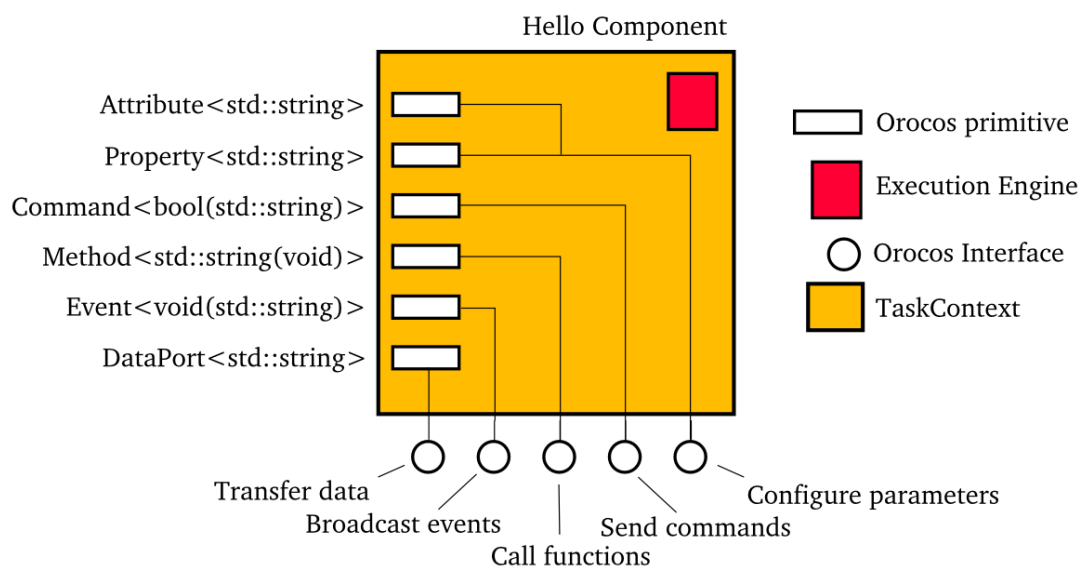 Hello Component
Attribute<std::string>
Property<std::string>
Command<bool(std::string)>
Method<std::string(void)>
Event<void(std::string)>
DataPort<std::string>
Orocos primitive
Execution Engine
Orocos Interface
TaskContext
Transfer data
Broadcast events
Call functions
Send commands
Configure parameters